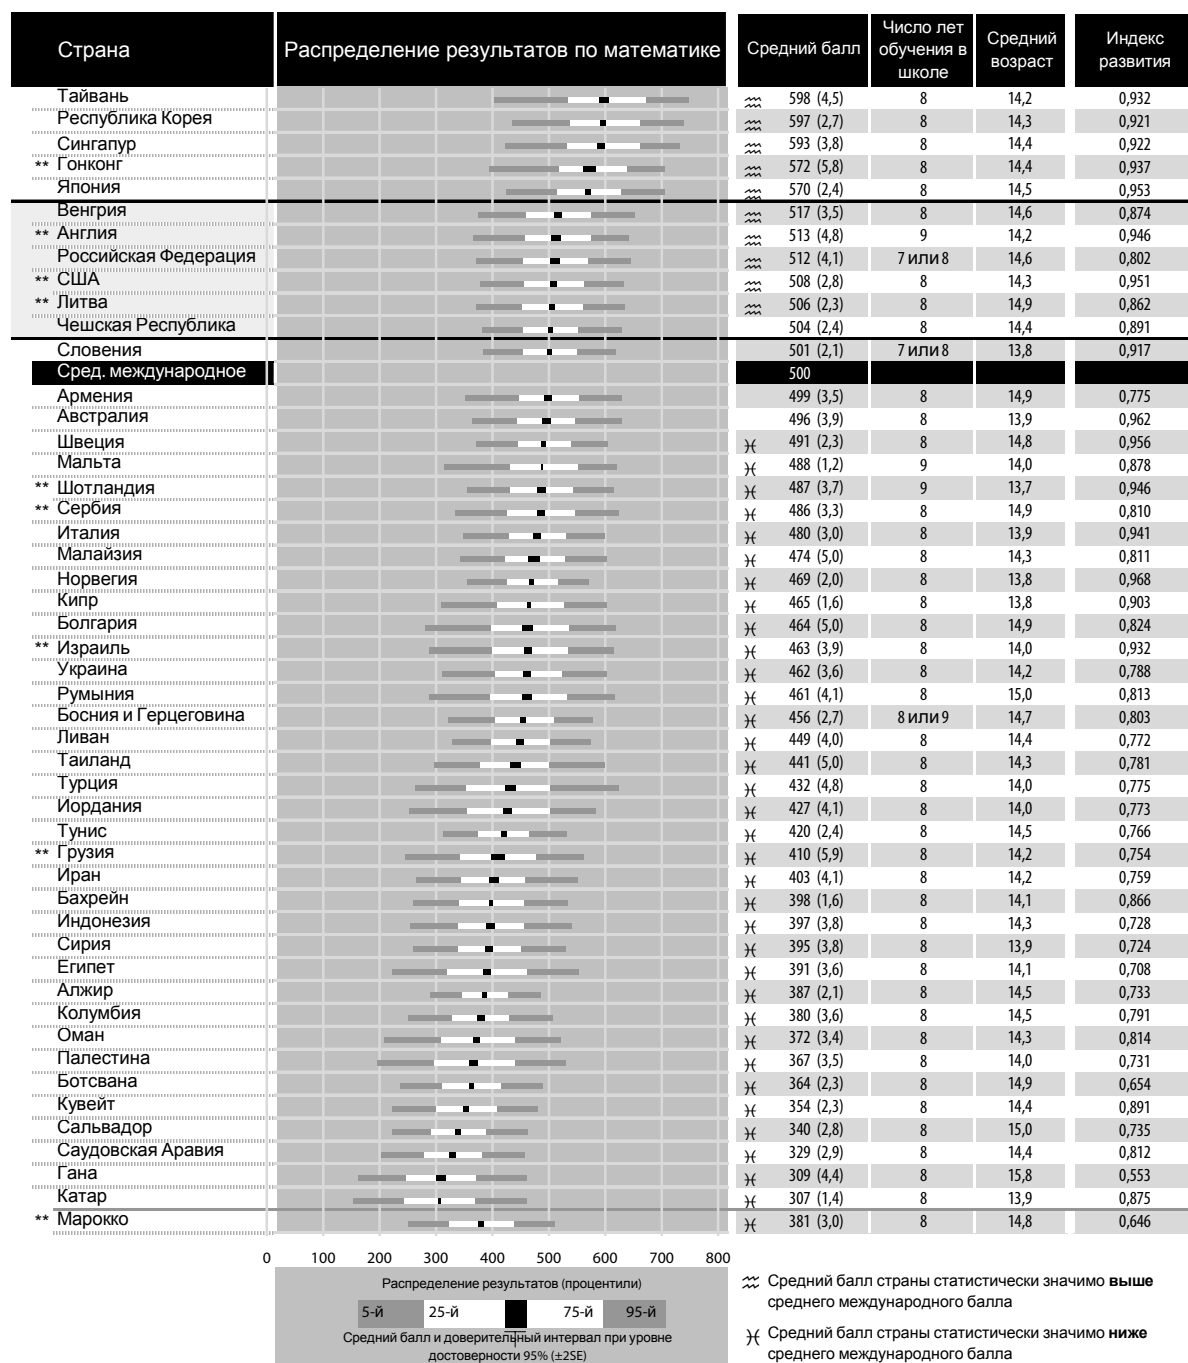 Страна Распределение результатов по математике Средний балл Число лет обучения в школе Средний возраст Индекс развития
Тайвань 598 (4,5) 8 14,2 0,932
Республика Корея 597 (2,7) 8 14,3 0,921
Сингапур 593 (3,8) 8 14,4 0,922
** Гонконг 572 (5,8) 8 14,4 0,937
Япония 570 (2,4) 8 14,5 0,953
Венгрия 517 (3,5) 8 14,6 0,874
** Англия 513 (4,8) 9 14,2 0,946
Российская Федерация 512 (4,1) 7 или 8 14,6 0,802
** США 508 (2,8) 8 14,3 0,951
** Литва 506 (2,3) 8 14,9 0,862
Чешская Республика 504 (2,4) 8 14,4 0,891
Словения 501 (2,1) 7 или 8 13,8 0,917
Сред. международное 500
Армения 499 (3,5) 8 14,9 0,775
Австралия 496 (3,9) 8 13,9 0,962
Швеция 491 (2,3) 8 14,8 0,956
Мальта 488 (1,2) 9 14,0 0,878
** Шотландия 487 (3,7) 9 13,7 0,946
** Сербия 486 (3,3) 8 14,9 0,810
Италия 480 (3,0) 8 13,9 0,941
Малайзия 474 (5,0) 8 14,3 0,811
Норвегия 469 (2,0) 8 13,8 0,968
Кипр 465 (1,6) 8 13,8 0,903
Болгария 464 (5,0) 8 14,9 0,824
** Израиль 463 (3,9) 8 14,0 0,932
Украина 462 (3,6) 8 14,2 0,788
Румыния 461 (4,1) 8 15,0 0,813
Босния и Герцеговина 456 (2,7) 8 или 9 14,7 0,803
Ливан 449 (4,0) 8 14,4 0,772
Таиланд 441 (5,0) 8 14,3 0,781
Турция 432 (4,8) 8 14,0 0,775
Иордания 427 (4,1) 8 14,0 0,773
Тунис 420 (2,4) 8 14,5 0,766
** Грузия 410 (5,9) 8 14,2 0,754
Иран 403 (4,1) 8 14,2 0,759
Бахрейн 398 (1,6) 8 14,1 0,866
Индонезия 397 (3,8) 8 14,3 0,728
Сирия 395 (3,8) 8 13,9 0,724
Египет 391 (3,6) 8 14,1 0,708
Алжир 387 (2,1) 8 14,5 0,733
Колумбия 380 (3,6) 8 14,5 0,791
Оман 372 (3,4) 8 14,3 0,814
Палестина 367 (3,5) 8 14,0 0,731
Ботсвана 364 (2,3) 8 14,9 0,654
Кувейт 354 (2,3) 8 14,4 0,891
Сальвадор 340 (2,8) 8 15,0 0,735
Саудовская Аравия 329 (2,9) 8 14,4 0,812
Гана 309 (4,4) 8 15,8 0,553
Катар 307 (1,4) 8 13,9 0,875
** Марокко 381 (3,0) 8 14,8 0,646
0 100 200 300 400 500 600 700 800
Распределение результатов (процентили)
5-й 25-й 75-й 95-й
Средний балл и доверительный интервал при уровне
достоверности 95% (±2SE)
Средний балл страны статистически значимо выше
среднего международного балла
Средний балл страны статистически значимо ниже
среднего международного балла